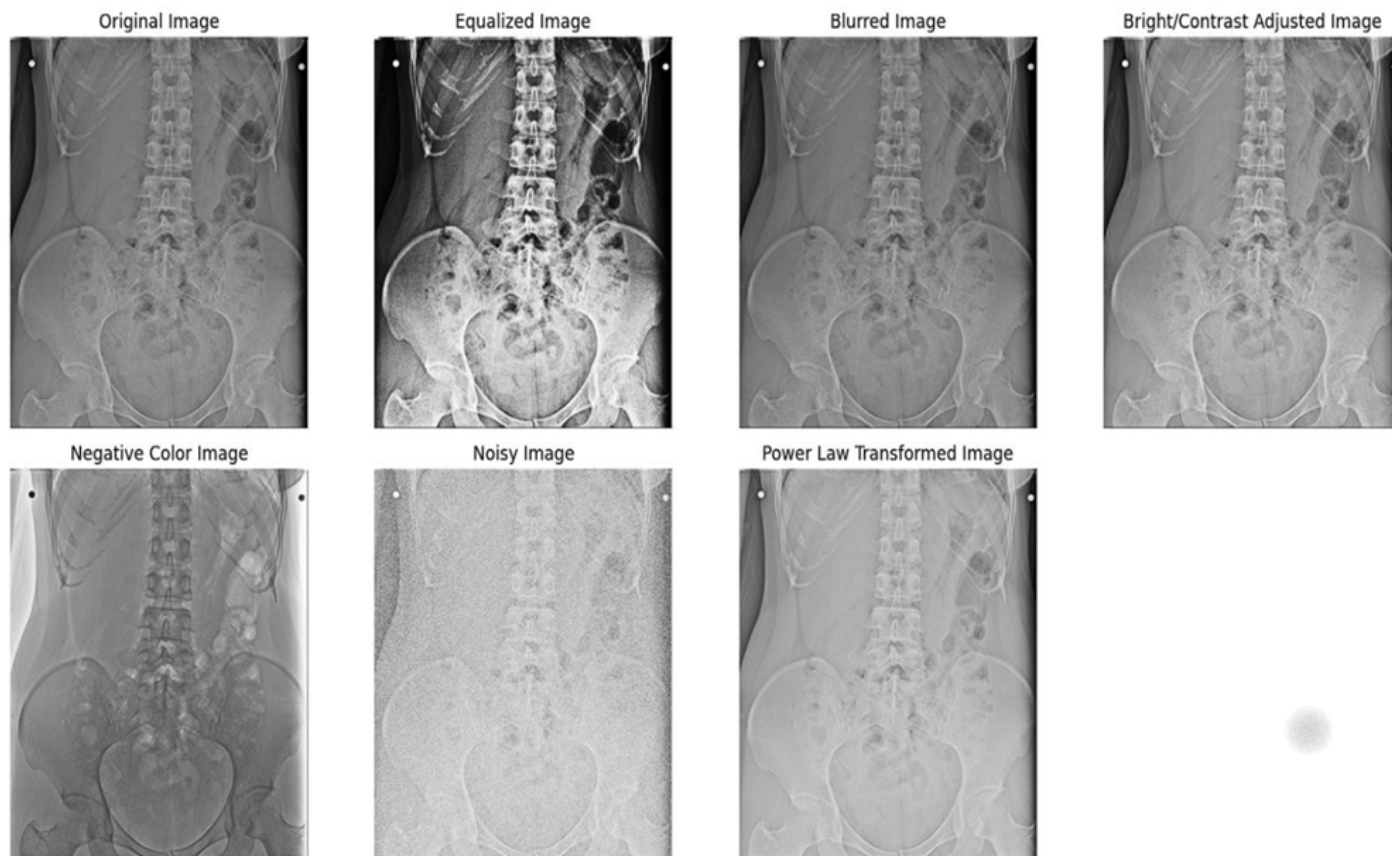 Original Image
Equalized Image
Blurred Image
Bright/Contrast Adjusted Image
Negative Color Image
Noisy Image
Power Law Transformed Image